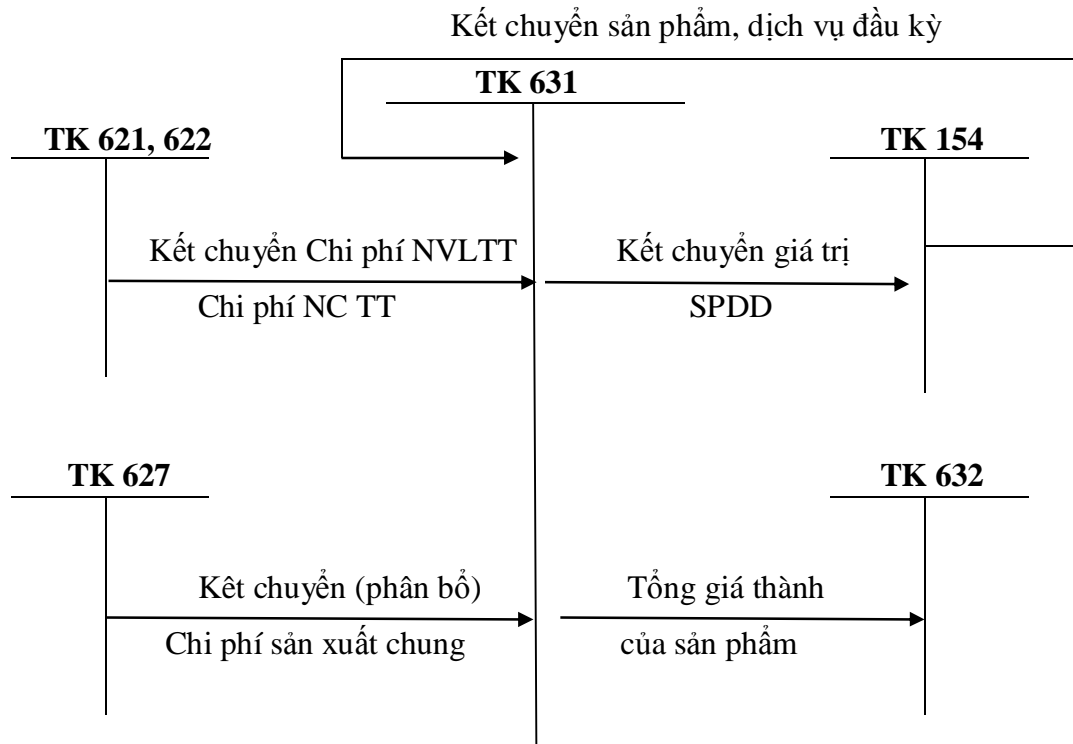 Kết chuyển sản phẩm, dịch vụ đầu kỳ
TK 631
TK 621, 622
TK 154
Kết chuyển Chi phí NVLTT
Chi phí NC TT
Kết chuyển giá trị
SPDD
TK 627
TK 632
Kêt chuyển (phân bổ)
Chi phí sản xuất chung
Tổng giá thành
của sản phẩm